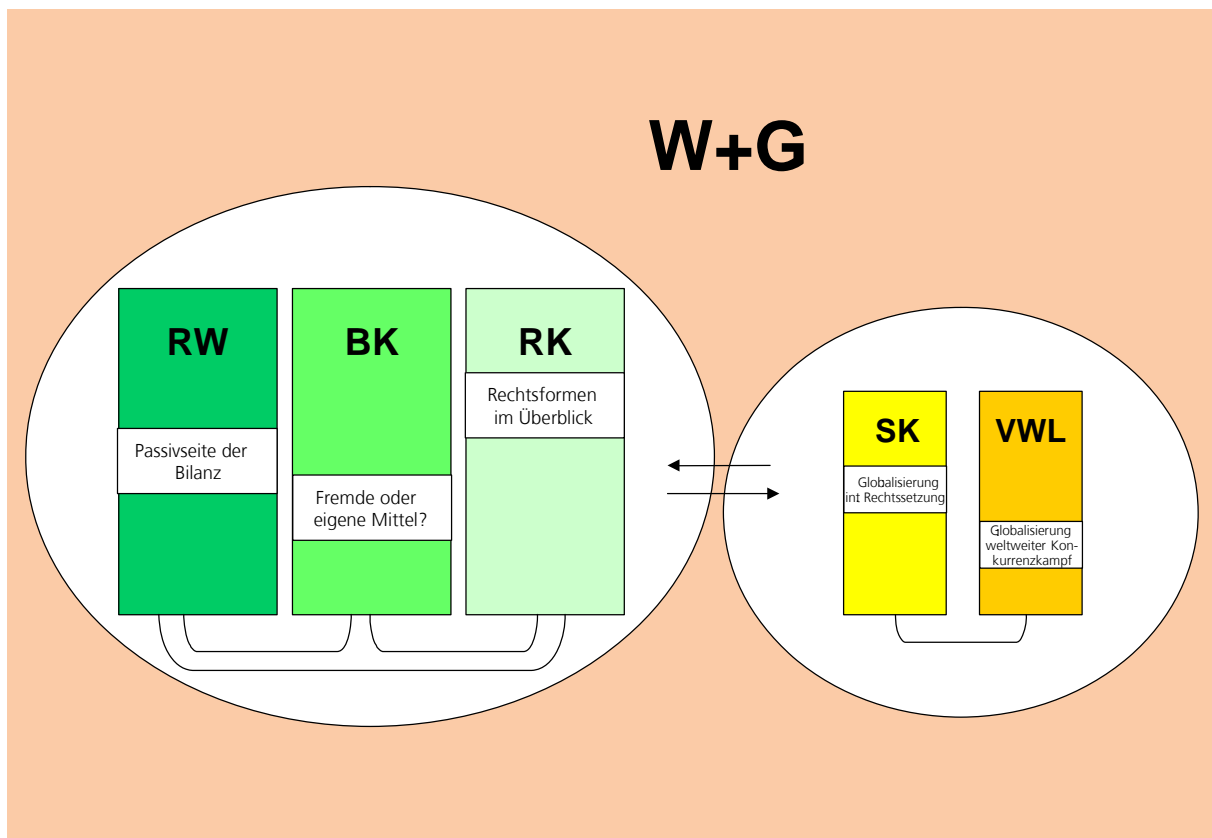 W+G
RW
Passivseite der
Bilanz
BK
Fremde oder
eigene Mittel?
RK
Rechtsformen
im Überblick
SK
Globalisierung
int Rechtssetzung
VWL
Globalisierung
weltweiter Kon-
kurrenzkampf